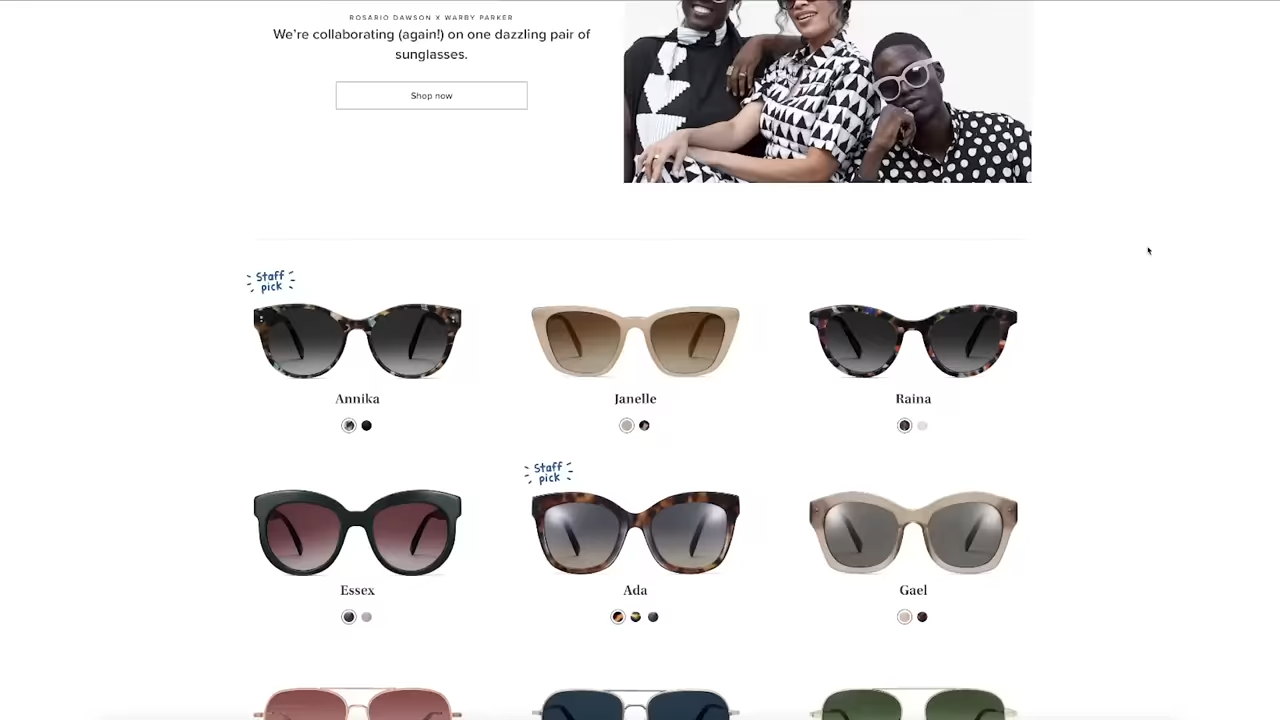 ROSARIO DAWSON X WARBY PARKER
We're collaborating (again!) on one dazzling pair of
sunglasses.
Shop now
Staff
pick
Annika
Janelle
Raina
Staff
pick
Essex
Ada
Gael